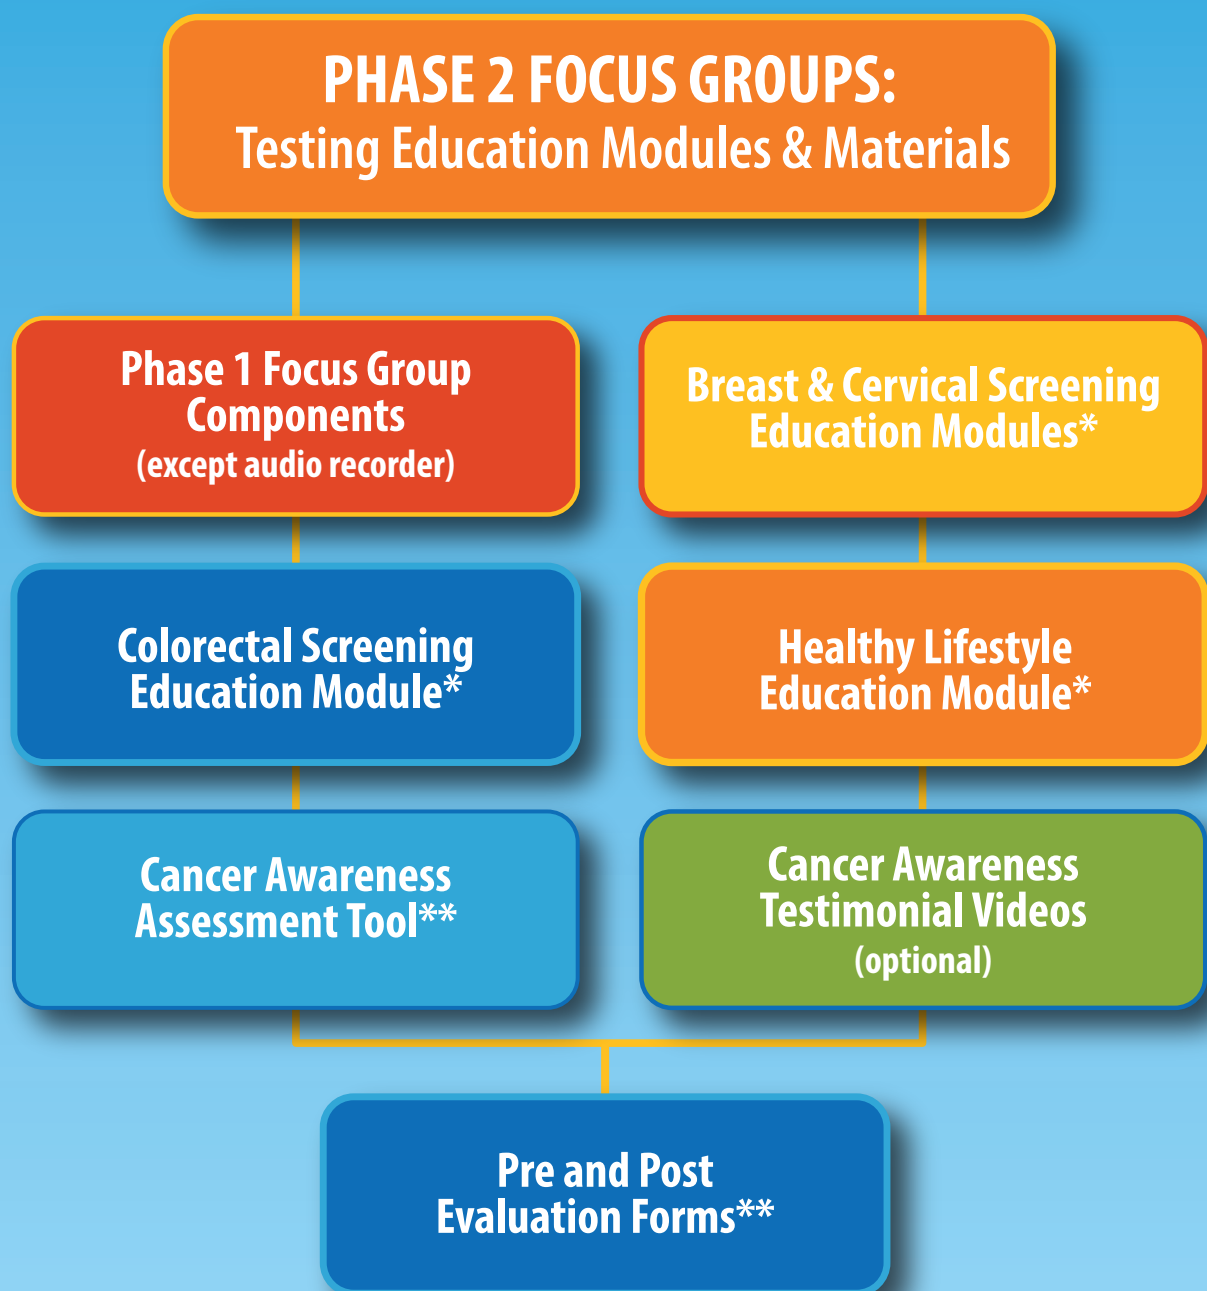 PHASE 2 FOCUS GROUPS:
Testing Education Modules & Materials
Phase 1 Focus Group
Components
(except audio recorder)
Breast & Cervical Screening
Education Modules*
Colorectal Screening
Education Module*
Healthy Lifestyle
Education Module*
Cancer Awareness
Assessment Tool**
Cancer Awareness
Testimonial Videos
(optional)
Pre and Post
Evaluation Forms**